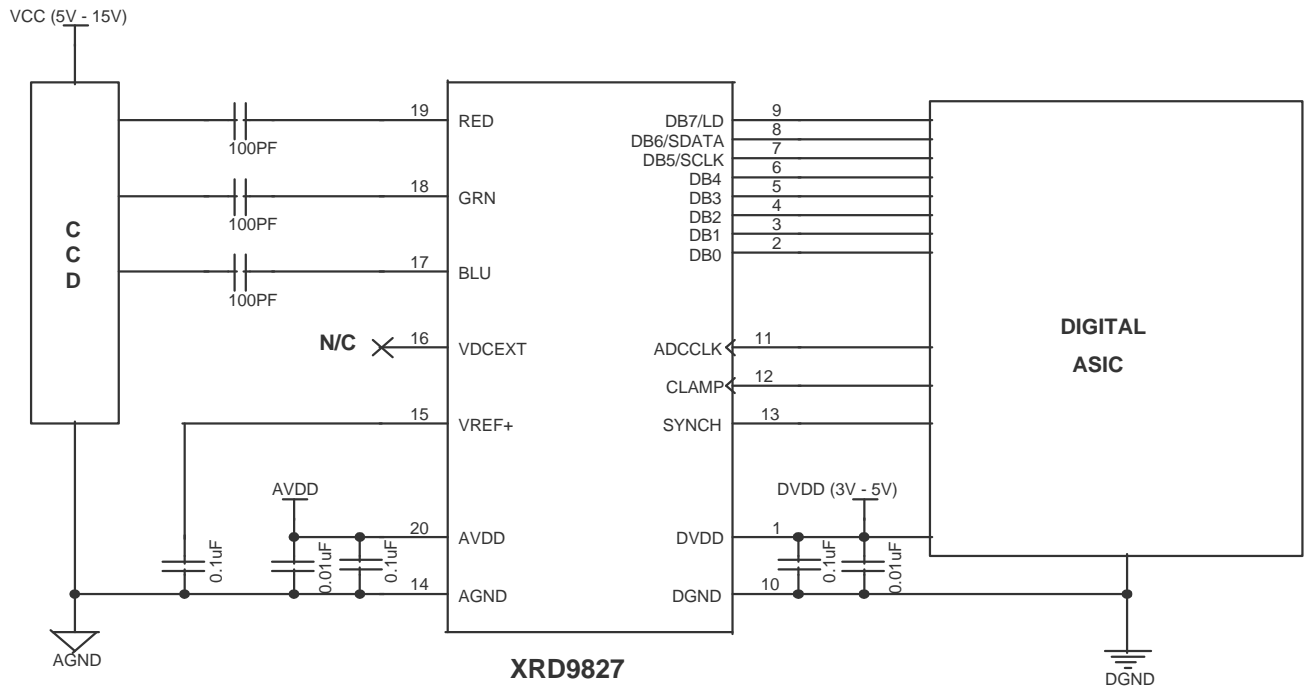 VCC (5V - 15V)
CCD
100PF
100PF
100PF
N/C
19
18
17
16
15
20
14
RED
GRN
BLU
VDCEXT
VREF+
AVDD
AGND
AVDD
0.1uF
0.01uF
0.1uF
AGND
XRD9827
DB7/LD
DB6/SDATA
DB5/SCLK
DB4
DB3
DB2
DB1
DB0
ADCCLK
CLAMP
SYNCH
DVDD
DGND
9
8
7
6
5
4
3
2
11
12
13
1
10
DVDD (3V - 5V)
0.1uF
0.01uF
DIGITAL
ASIC
DGND